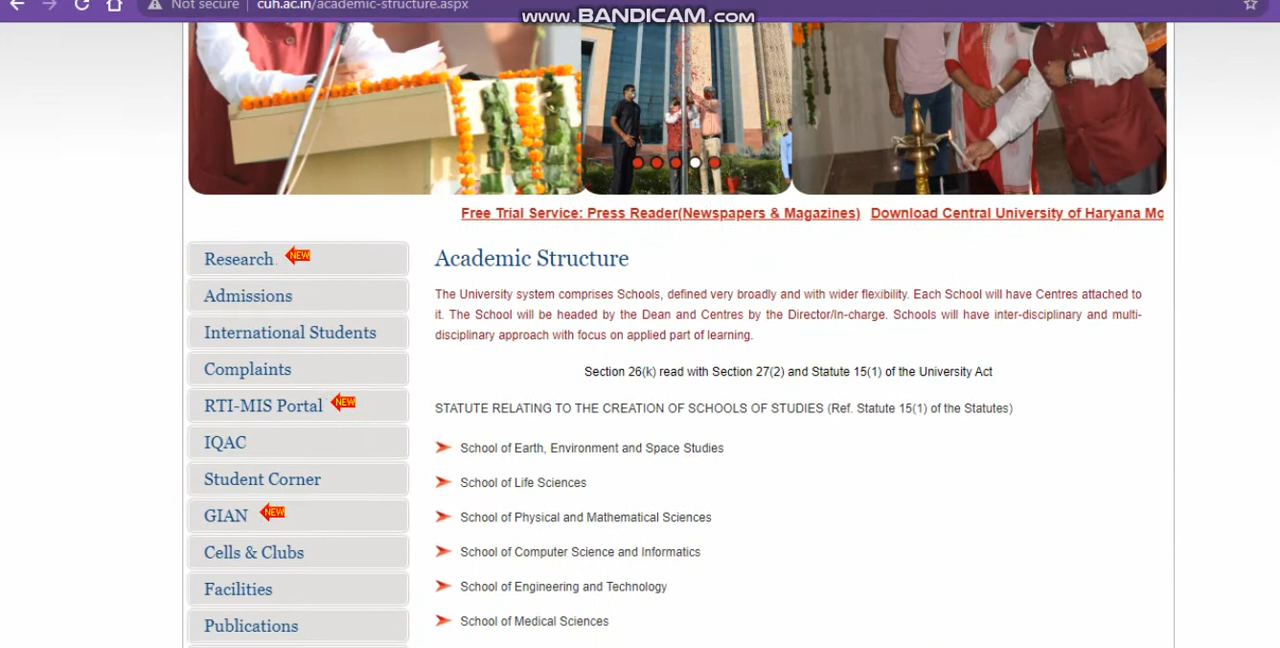 Not secure | cuh.ac.in/academic-structure.aspx
www.BANDICAM.com
Free Trial Service: Press Reader(Newspapers & Magazines) Download Central University of Haryana Mo
Research NEW
Admissions
International Students
Complaints
RTI-MIS Portal NEW
IQAC
Student Corner
GIAN NEW
Cells & Clubs
Facilities
Publications
Academic Structure
The University system comprises Schools, defined very broadly and with wider flexibility. Each School will have Centres attached to
it. The School will be headed by the Dean and Centres by the Director/In-charge. Schools will have inter-disciplinary and multi-
disciplinary approach with focus on applied part of learning.
Section 26(k) read with Section 27(2) and Statute 15(1) of the University Act
STATUTE RELATING TO THE CREATION OF SCHOOLS OF STUDIES (Ref. Statute 15(1) of the Statutes)
School of Earth, Environment and Space Studies
School of Life Sciences
School of Physical and Mathematical Sciences
School of Computer Science and Informatics
School of Engineering and Technology
School of Medical Sciences